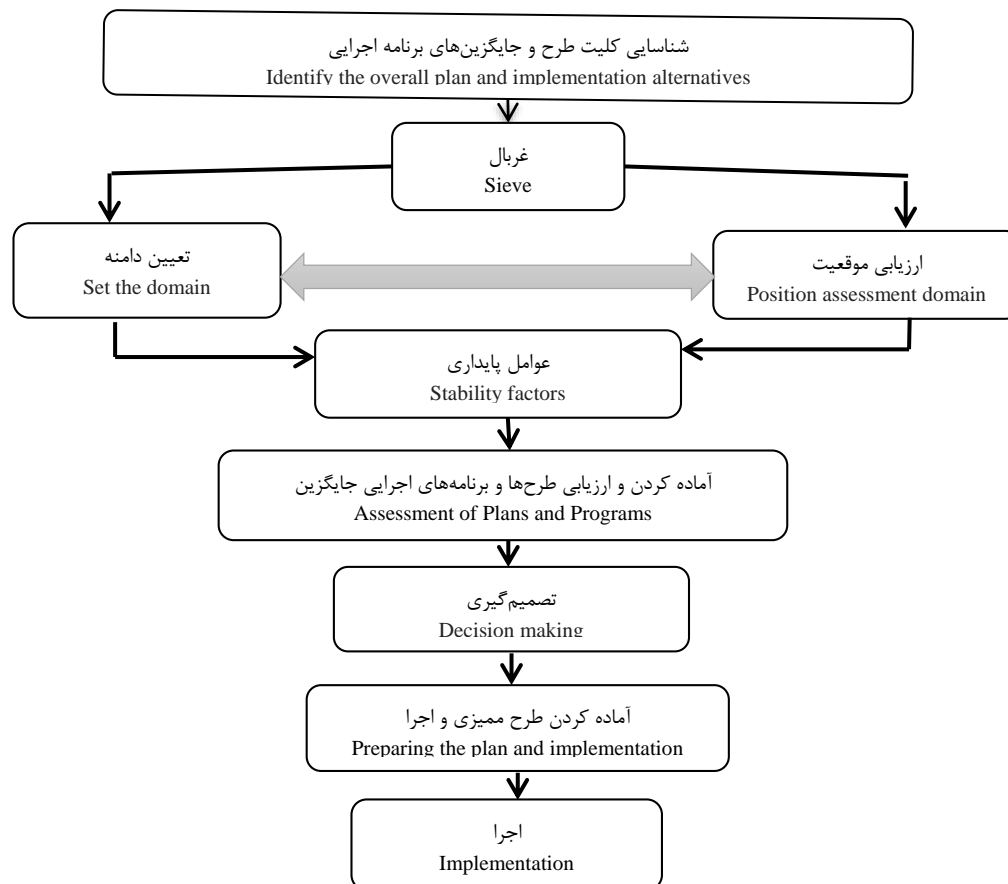 شناسایی کلیت طرح و جایگزین‌های برنامه اجرایی
Identify the overall plan and implementation alternatives
غربال
Sieve
تعیین دامنه
Set the domain
ارزیابی موقعیت
Position assessment domain
عوامل پایداری
Stability factors
آماده کردن و ارزیابی طرح‌ها و برنامه‌های اجرایی جایگزین
Assessment of Plans and Programs
تصمیم‌گیری
Decision making
آماده کردن طرح ممیزی و اجرا
Preparing the plan and implementation
اجرا
Implementation